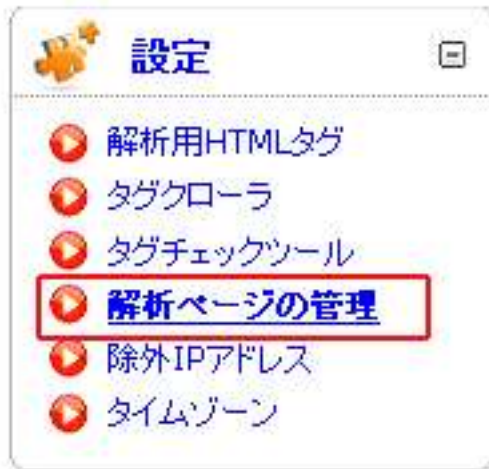 設定
解析用HTMLタグ
タグクローラ
タグチェックツール
解析ページの管理
除外IPアドレス
タイムゾーン